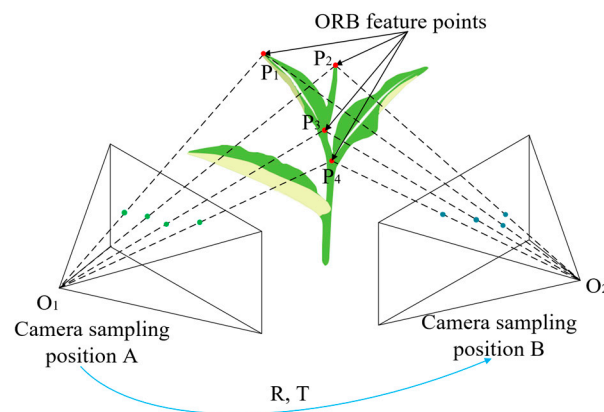 ORB feature points
P1
P2
P3
P4
O1
O2
Camera sampling
position A
Camera sampling
position B
R, T